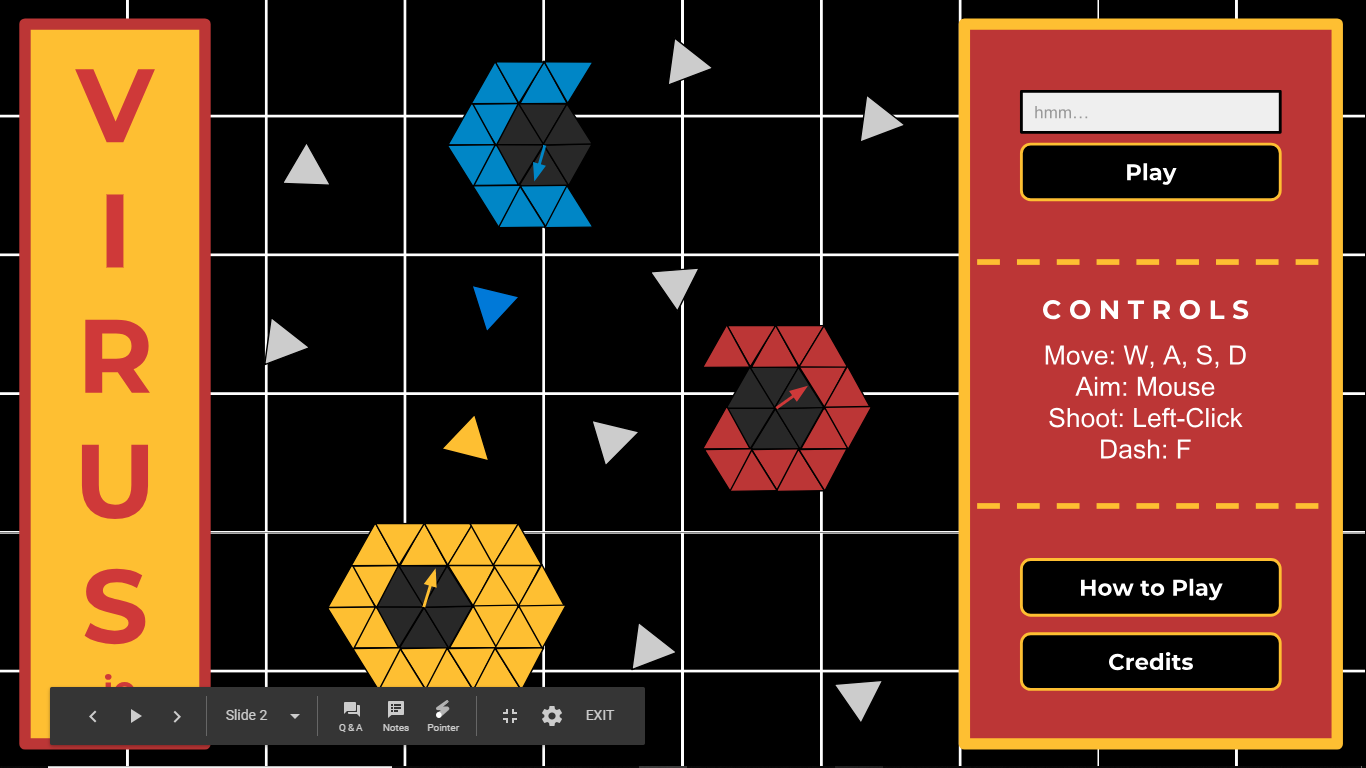 V
I
R
U
S
hmm...
Play
CONTROLS
Move: W, A, S, D
Aim: Mouse
Shoot: Left-Click
Dash: F
How to Play
Credits
Slide 2
Q & A
Notes
Pointer
EXIT